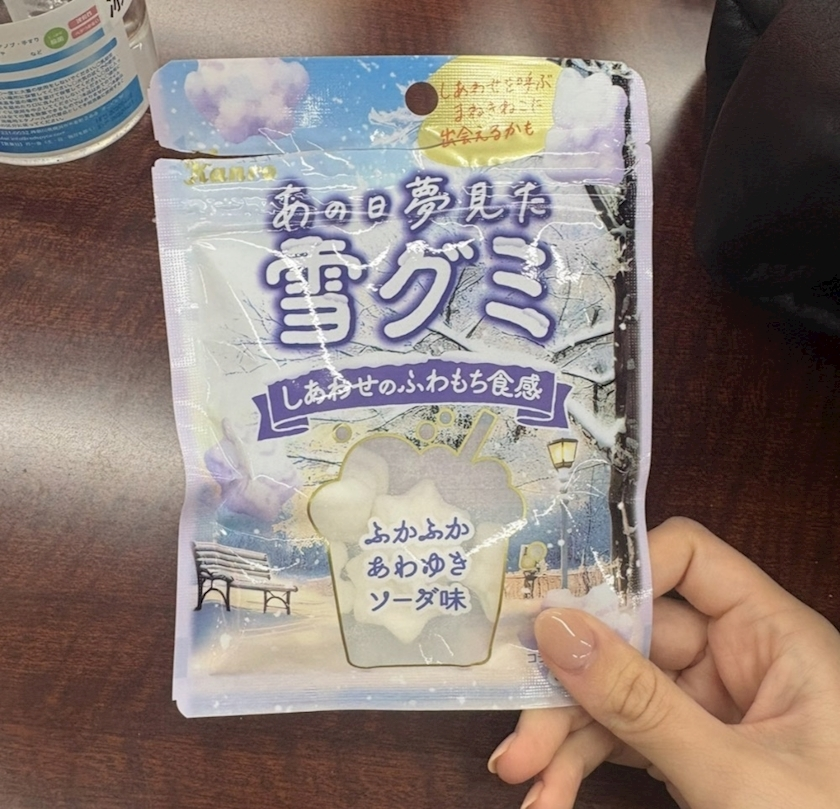 しあわせを呼ぶ
まねきねこに
出会えるかも
Kanro
あの日夢見た
雪グミ
しあわせのふわもち食感
ふかふか
あわゆき
ソーダ味